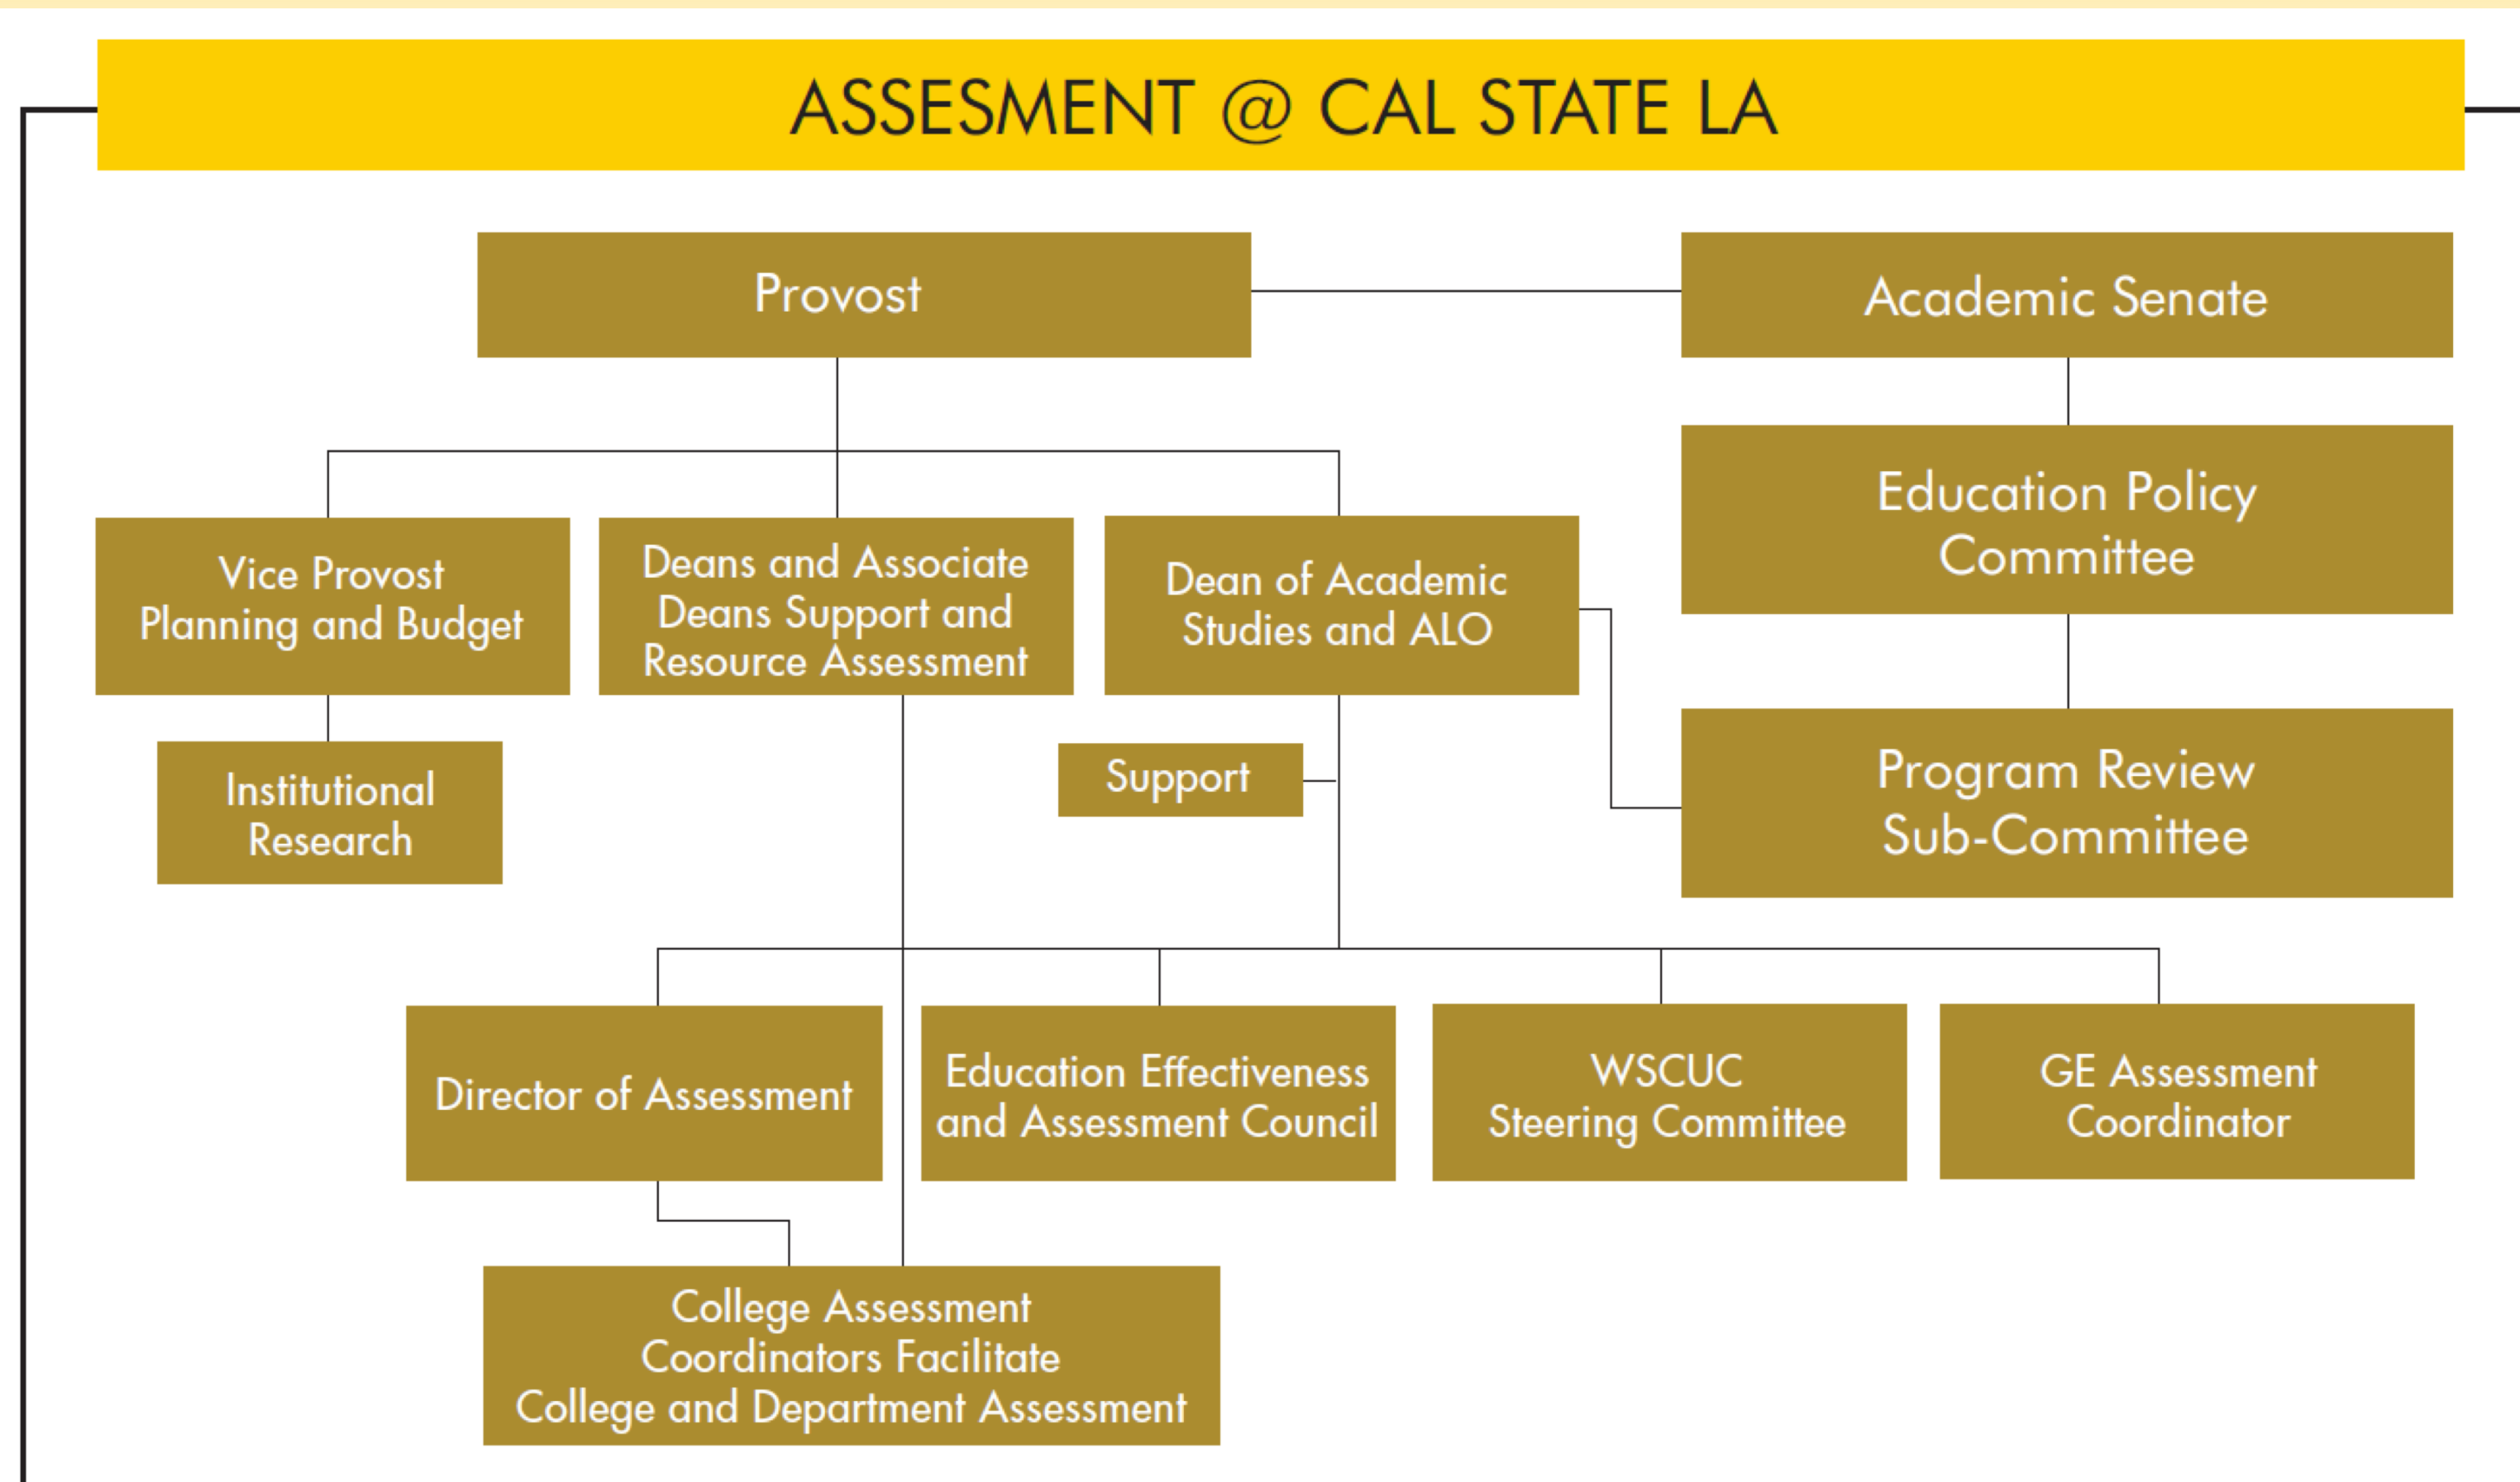 ASSESMENT @ CAL STATE LA
Provost
Academic Senate
Education Policy
Committee
Vice Provost
Planning and Budget
Deans and Associate
Deans Support and
Resource Assessment
Dean of Academic
Studies and ALO
Support
Institutional
Research
Program Review
Sub-Committee
Director of Assessment
Education Effectiveness
and Assessment Council
WSCUC
Steering Committee
GE Assessment
Coordinator
College Assessment
Coordinators Facilitate
College and Department Assessment